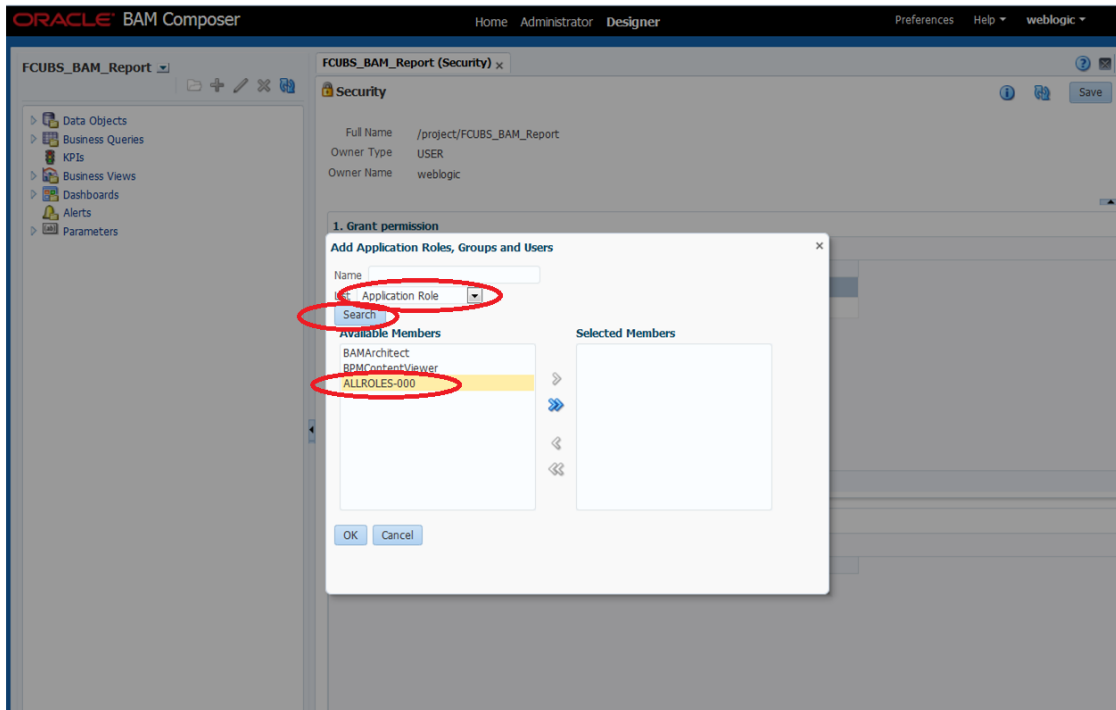 ORACLE BAM Composer
Home Administrator Designer
Preferences Help weblogic
FCUBS_BAM_Report
Data Objects
Business Queries
KPIs
Business Views
Dashboards
Alerts
Parameters
FCUBS_BAM_Report (Security) x
Security
Save
Full Name /project/FCUBS_BAM_Report
Owner Type USER
Owner Name weblogic
1. Grant permission
Add Application Roles, Groups and Users
Name
List Application Role
Search
Available Members Selected Members
BAMArchitect
BPMContentViewer
ALLROLES-000
OK Cancel